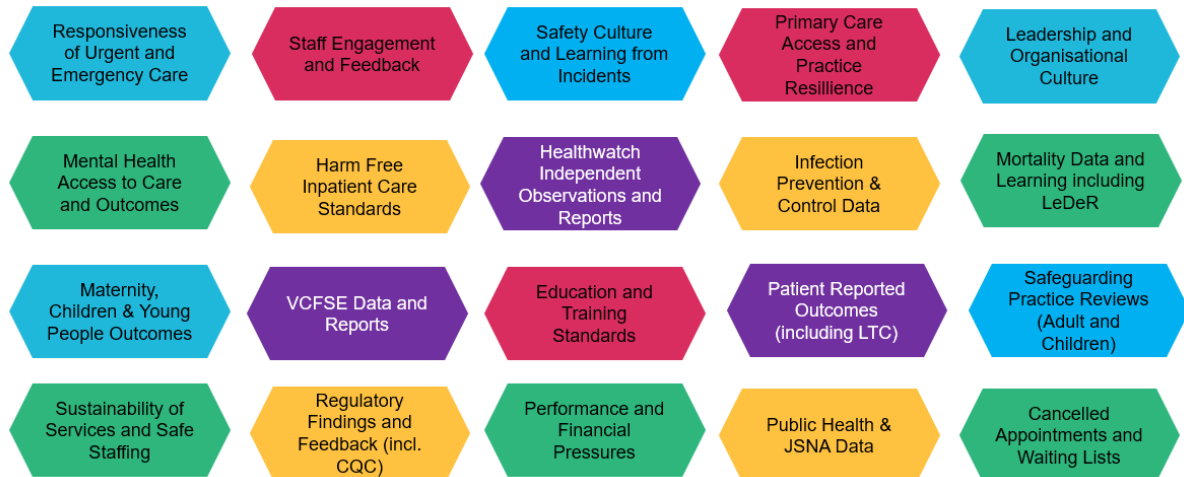 Responsiveness
of Urgent and
Emergency Care
Staff Engagement
and Feedback
Safety Culture
and Learning from
Incidents
Primary Care
Access and
Practice
Resillience
Leadership and
Organisational
Culture
Mental Health
Access to Care
and Outcomes
Harm Free
Inpatient Care
Standards
Healthwatch
Independent
Observations and
Reports
Infection
Prevention &
Control Data
Mortality Data and
Learning including
LeDeR
Maternity,
Children & Young
People Outcomes
VCFSE Data and
Reports
Education and
Training
Standards
Patient Reported
Outcomes
(including LTC)
Safeguarding
Practice Reviews
(Adult and
Children)
Sustainability of
Services and Safe
Staffing
Regulatory
Findings and
Feedback (incl.
CQC)
Performance and
Financial
Pressures
Public Health &
JSNA Data
Cancelled
Appointments and
Waiting Lists